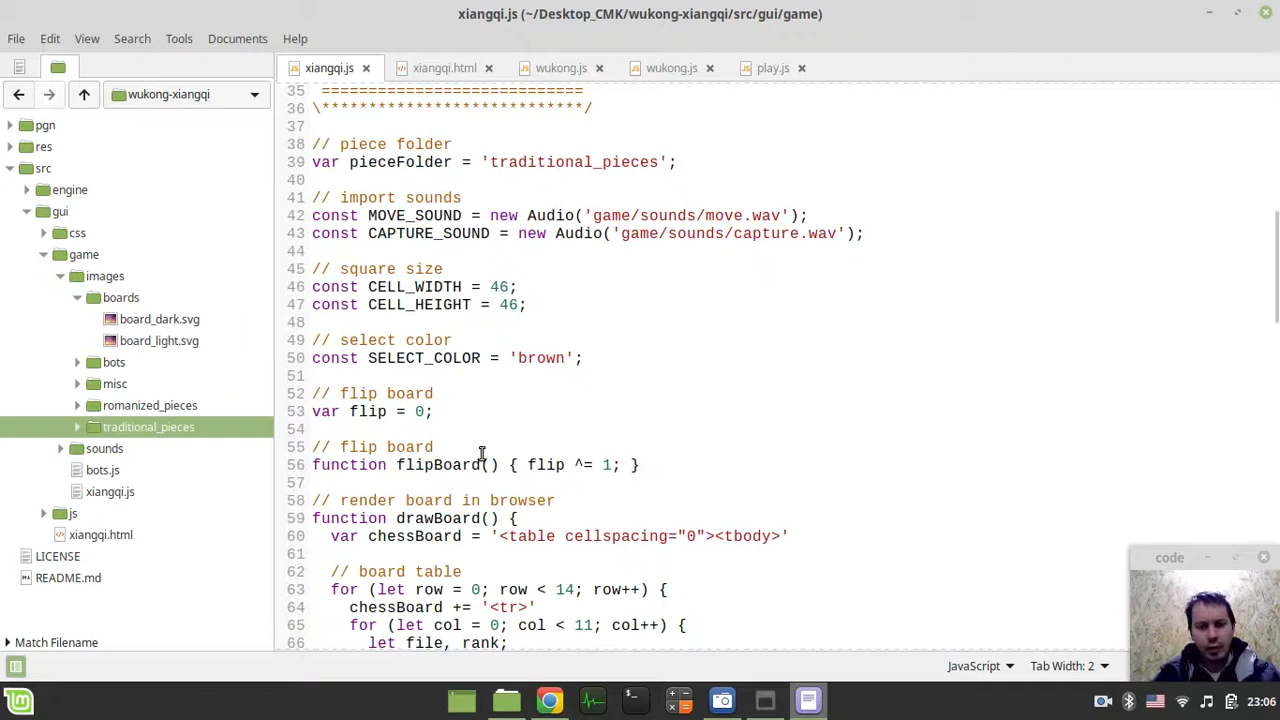 xiangqi.js (~/Desktop_CMK/wukong-xiangqi/src/gui/game)
File Edit View Search Tools Documents Help
xiangqi.js
xiangqi.html
wukong.js
wukong.js
play.js
wukong-xiangqi
pgn
res
src
engine
gui
css
game
images
boards
board_dark.svg
board_light.svg
bots
misc
romanized_pieces
traditional_pieces
sounds
bots.js
xiangqi.js
js
xiangqi.html
LICENSE
README.md
Match Filename
35 ============================
36 \****************************/
37
38 // piece folder
39 var pieceFolder = 'traditional_pieces';
40
41 // import sounds
42 const MOVE_SOUND = new Audio('game/sounds/move.wav');
43 const CAPTURE_SOUND = new Audio('game/sounds/capture.wav');
44
45 // square size
46 const CELL_WIDTH = 46;
47 const CELL_HEIGHT = 46;
48
49 // select color
50 const SELECT_COLOR = 'brown';
51
52 // flip board
53 var flip = 0;
54
55 // flip board
56 function flipBoard() { flip ^= 1; }
57
58 // render board in browser
59 function drawBoard() {
60 var chessBoard = '<table cellspacing="0"><tbody>'
61
62 // board table
63 for (let row = 0; row < 14; row++) {
64 chessBoard += '<tr>'
65 for (let col = 0; col < 11; col++) {
66 let file, rank;
code
JavaScript
Tab Width: 2
23:06